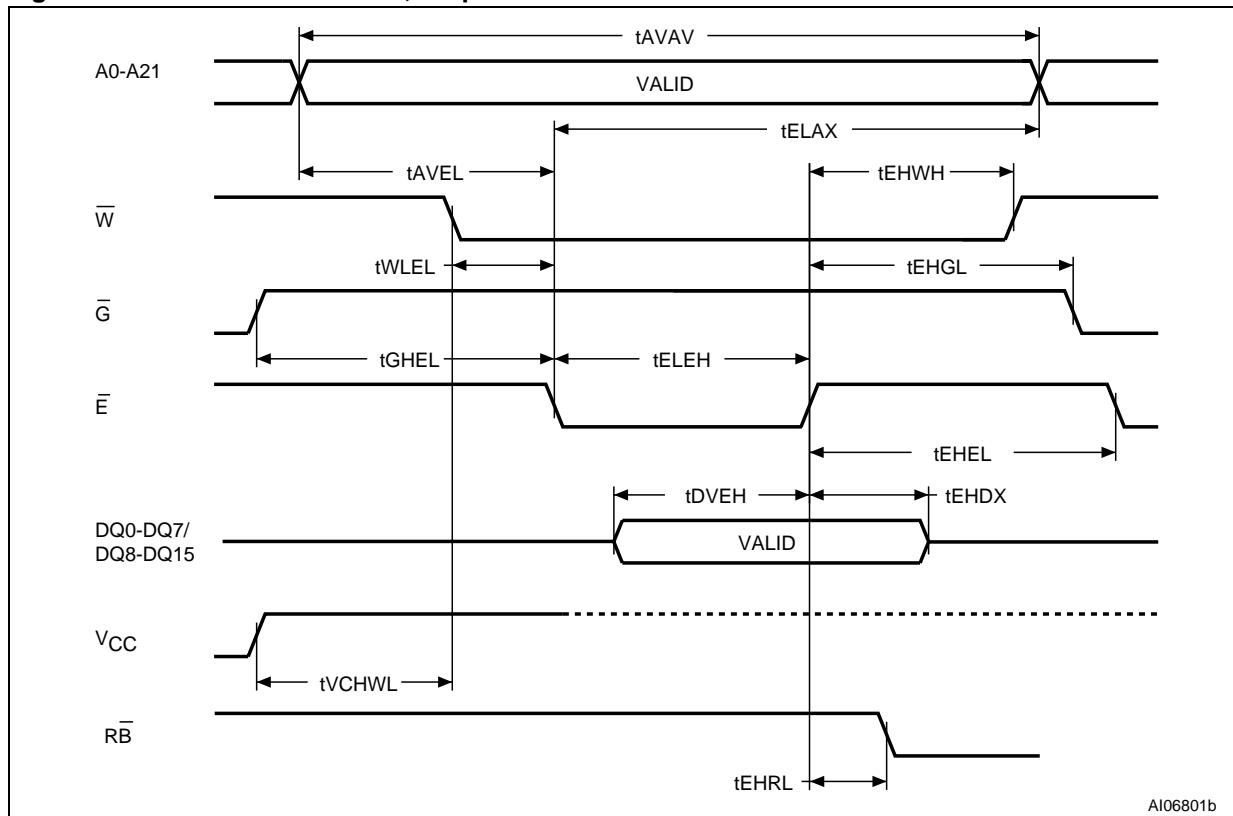 tAVAV
A0-A21
VALID
tELAX
tAVEL
tEHWH
W̅
tWLEL
tEHGL
G̅
tGHEL
tELEH
E̅
tEHEL
tDVEH
tEHDX
DQ0-DQ7/
DQ8-DQ15
VALID
VCC
tVCHWL
RB̅
tEHRL
AI06801b